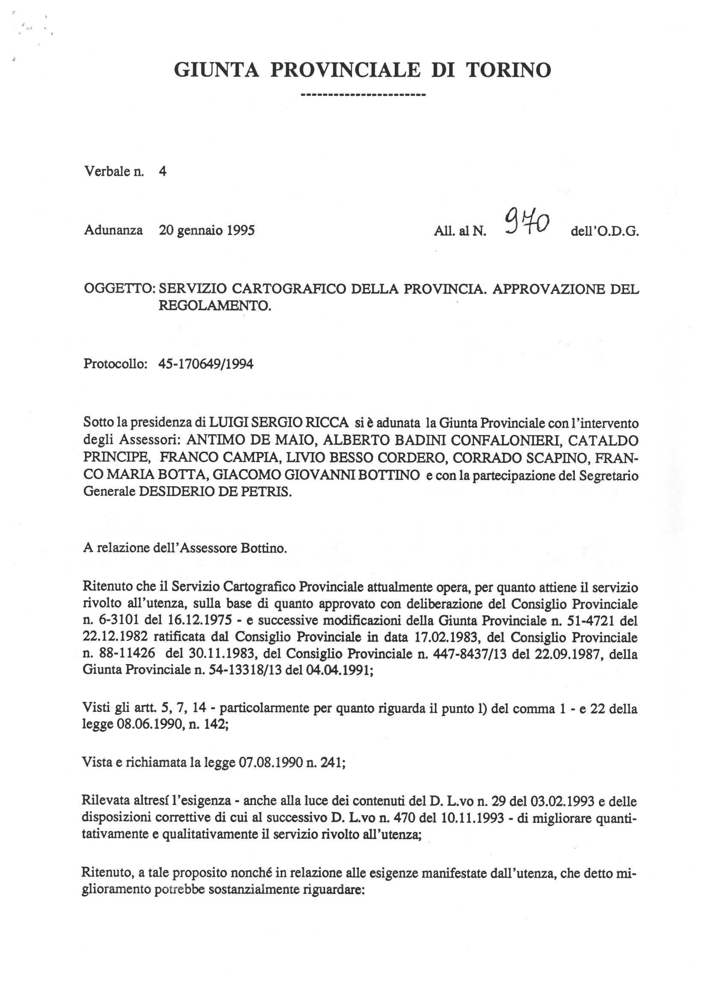 GIUNTA PROVINCIALE DI TORINO
-----------------------
Verbale n. 4
Adunanza 20 gennaio 1995 All. al N. 970 dell'O.D.G.
OGGETTO: SERVIZIO CARTOGRAFICO DELLA PROVINCIA. APPROVAZIONE DEL
REGOLAMENTO.
Protocollo: 45-170649/1994
Sotto la presidenza di LUIGI SERGIO RICCA si è adunata la Giunta Provinciale con l'intervento
degli Assessori: ANTIMO DE MAIO, ALBERTO BADINI CONFALONIERI, CATALDO
PRINCIPE, FRANCO CAMPIA, LIVIO BESSO CORDERO, CORRADO SCAPINO, FRAN-
CO MARIA BOTTA, GIACOMO GIOVANNI BOTTINO e con la partecipazione del Segretario
Generale DESIDERIO DE PETRIS.
A relazione dell'Assessore Bottino.
Ritenuto che il Servizio Cartografico Provinciale attualmente opera, per quanto attiene il servizio
rivolto all'utenza, sulla base di quanto approvato con deliberazione del Consiglio Provinciale
n. 6-3101 del 16.12.1975 - e successive modificazioni della Giunta Provinciale n. 51-4721 del
22.12.1982 ratificata dal Consiglio Provinciale in data 17.02.1983, del Consiglio Provinciale
n. 88-11426 del 30.11.1983, del Consiglio Provinciale n. 447-8437/13 del 22.09.1987, della
Giunta Provinciale n. 54-13318/13 del 04.04.1991;
Visti gli artt. 5, 7, 14 - particolarmente per quanto riguarda il punto l) del comma 1 - e 22 della
legge 08.06.1990, n. 142;
Vista e richiamata la legge 07.08.1990 n. 241;
Rilevata altresí l'esigenza - anche alla luce dei contenuti del D. L.vo n. 29 del 03.02.1993 e delle
disposizioni correttive di cui al successivo D. L.vo n. 470 del 10.11.1993 - di migliorare quanti-
tativamente e qualitativamente il servizio rivolto all'utenza;
Ritenuto, a tale proposito nonché in relazione alle esigenze manifestate dall'utenza, che detto mi-
glioramento potrebbe sostanzialmente riguardare: